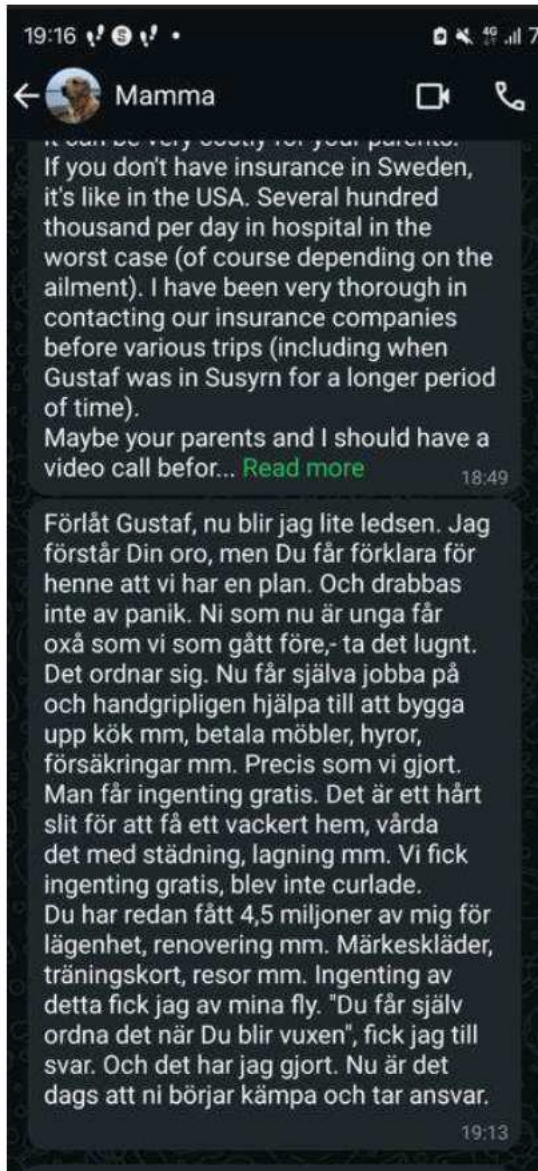 19:16
4G
7
Mamma
It can be very costly for your parents.
If you don't have insurance in Sweden,
it's like in the USA. Several hundred
thousand per day in hospital in the
worst case (of course depending on the
ailment). I have been very thorough in
contacting our insurance companies
before various trips (including when
Gustaf was in Susyrn for a longer period
of time).
Maybe your parents and I should have a
video call befor... Read more
18:49
Förlåt Gustaf, nu blir jag lite ledsen. Jag
förstår Din oro, men Du får förklara för
henne att vi har en plan. Och drabbas
inte av panik. Ni som nu är unga får
oxå som vi som gått före,- ta det lugnt.
Det ordnar sig. Nu får själva jobba på
och handgripligen hjälpa till att bygga
upp kök mm, betala möbler, hyror,
försäkringar mm. Precis som vi gjort.
Man får ingenting gratis. Det är ett hårt
slit för att få ett vackert hem, vårda
det med städning, lagning mm. Vi fick
ingenting gratis, blev inte curlade.
Du har redan fått 4,5 miljoner av mig för
lägenhet, renovering mm. Märkeskläder,
träningskort, resor mm. Ingenting av
detta fick jag av mina fly. "Du får själv
ordna det när Du blir vuxen", fick jag till
svar. Och det har jag gjort. Nu är det
dags att ni börjar kämpa och tar ansvar.
19:13